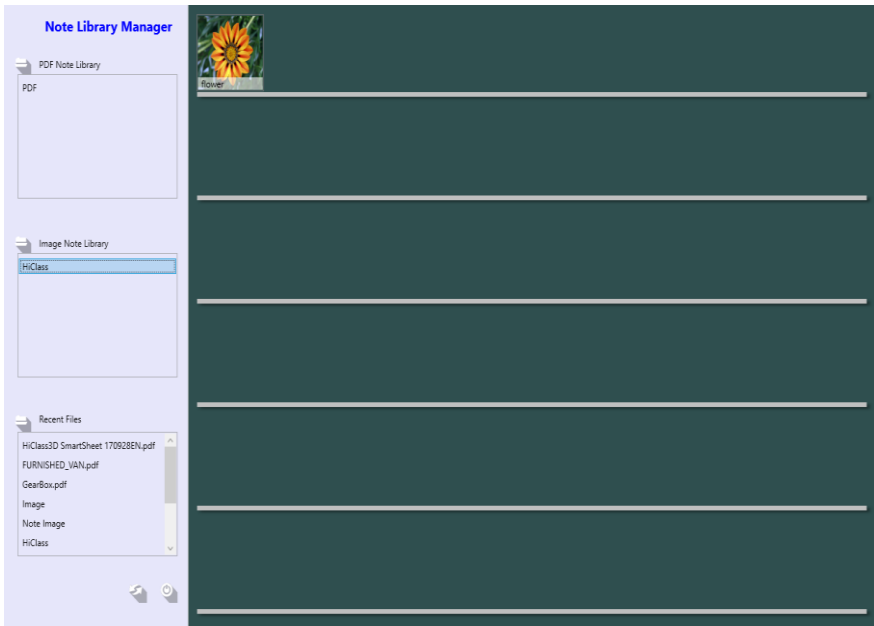 Note Library Manager
PDF Note Library
PDF
Image Note Library
HiClass
Recent Files
HiClass3D SmartSheet 170928EN.pdf
FURNISHED_VAN.pdf
GearBox.pdf
Image
Note Image
HiClass
flower